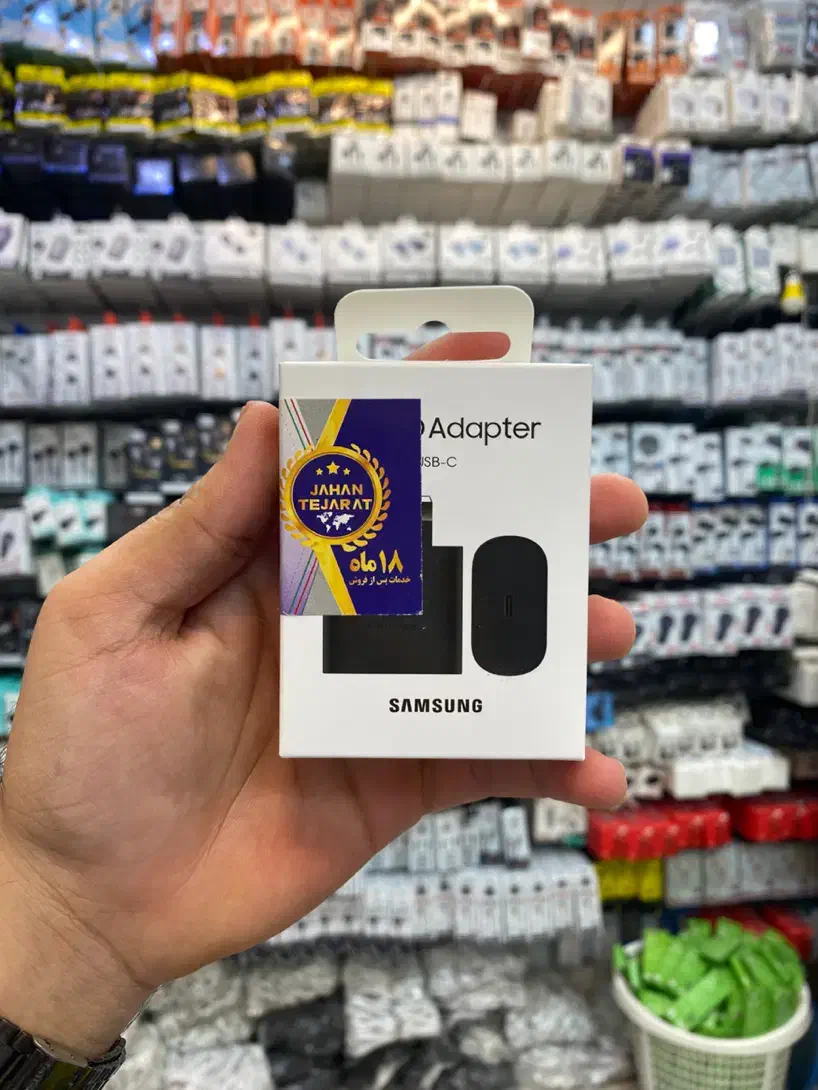 Adapter
USB-C
JAHAN
TEJARAT
۱۸ ماه
خدمات پس از فروش
SAMSUNG